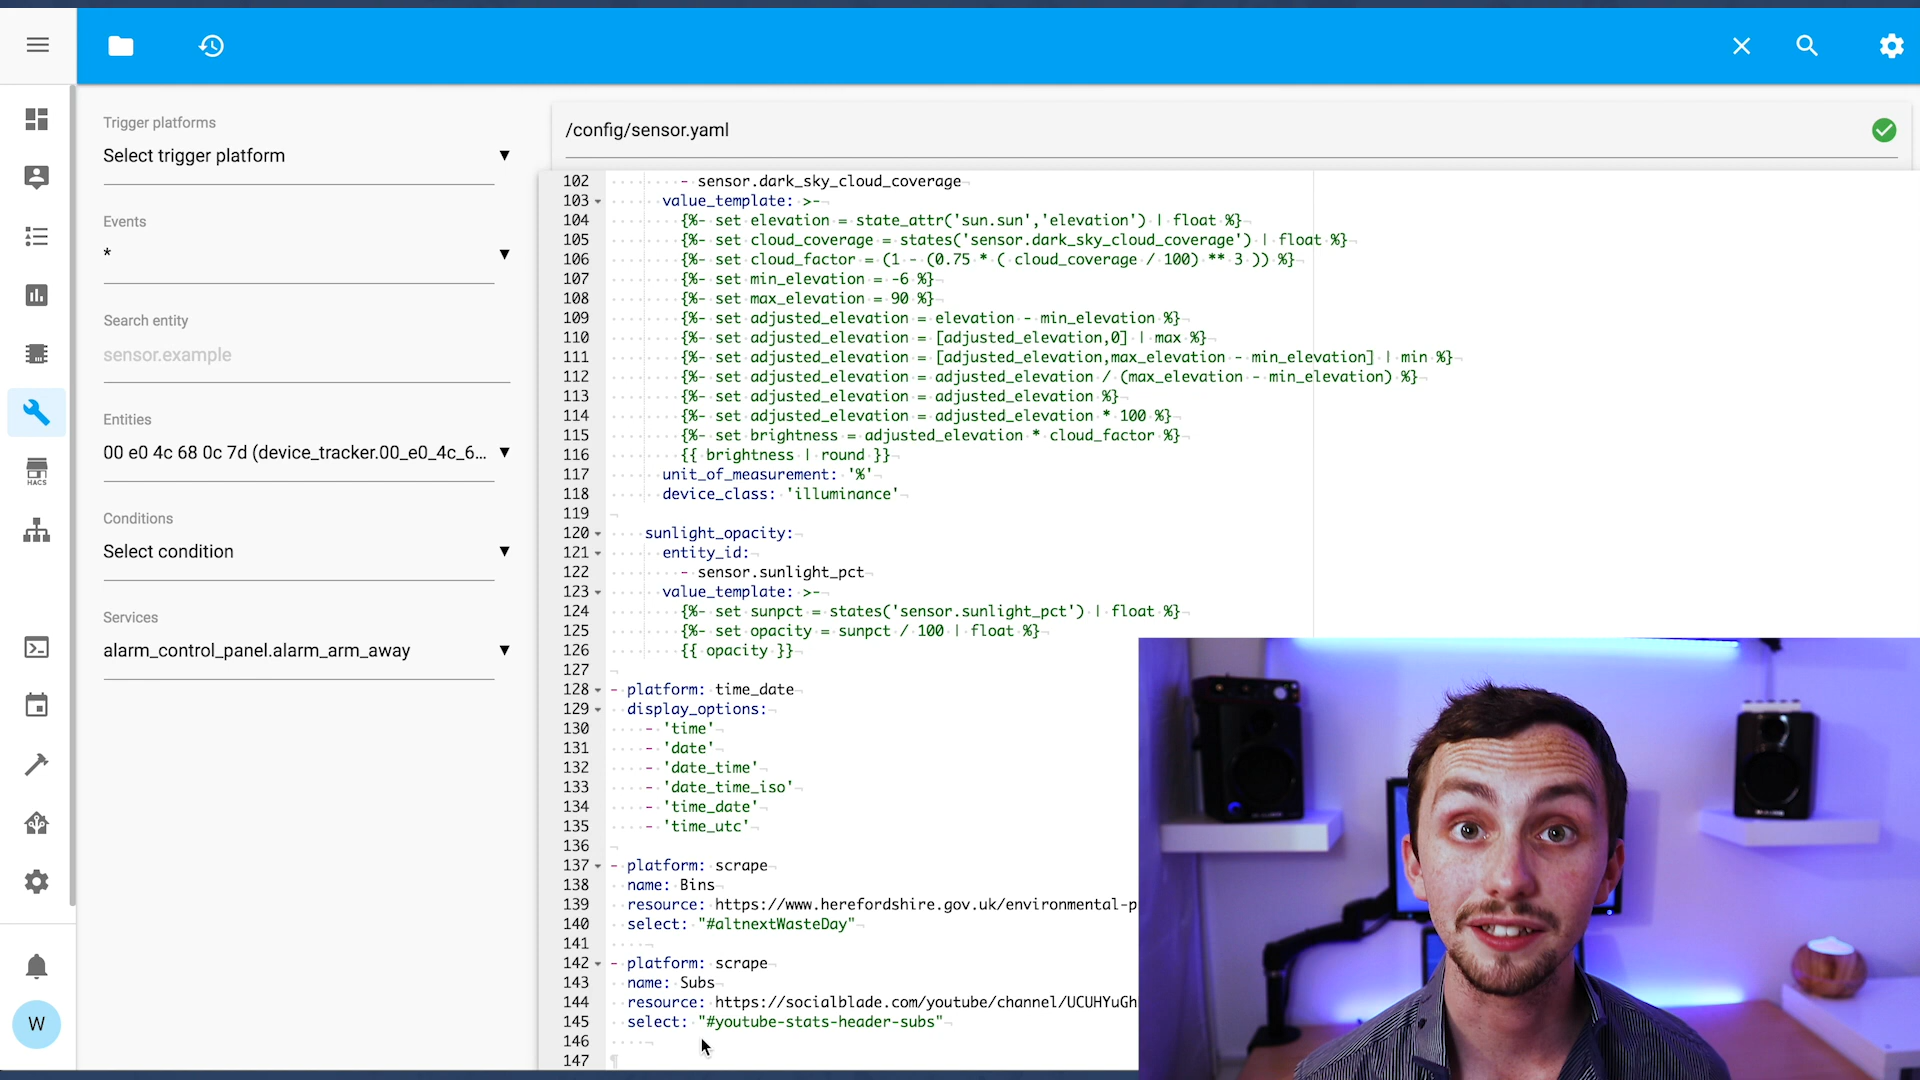 Trigger platforms
Select trigger platform
Events
*
Search entity
sensor.example
Entities
00 e0 4c 68 0c 7d (device_tracker.00_e0_4c_6...
Conditions
Select condition
Services
alarm_control_panel.alarm_arm_away
HACS
W
/config/sensor.yaml
102 - sensor.dark_sky_cloud_coverage
103 value_template: >-
104 {%- set elevation = state_attr('sun.sun','elevation') | float %}
105 {%- set cloud_coverage = states('sensor.dark_sky_cloud_coverage') | float %}
106 {%- set cloud_factor = (1 - (0.75 * ( cloud_coverage / 100) ** 3 )) %}
107 {%- set min_elevation = -6 %}
108 {%- set max_elevation = 90 %}
109 {%- set adjusted_elevation = elevation - min_elevation %}
110 {%- set adjusted_elevation = [adjusted_elevation,0] | max %}
111 {%- set adjusted_elevation = [adjusted_elevation,max_elevation - min_elevation] | min %}
112 {%- set adjusted_elevation = adjusted_elevation / (max_elevation - min_elevation) %}
113 {%- set adjusted_elevation = adjusted_elevation %}
114 {%- set adjusted_elevation = adjusted_elevation * 100 %}
115 {%- set brightness = adjusted_elevation * cloud_factor %}
116 {{ brightness | round }}
117 unit_of_measurement: '%'
118 device_class: 'illuminance'
119
120 sunlight_opacity:
121 entity_id:
122 - sensor.sunlight_pct
123 value_template: >-
124 {%- set sunpct = states('sensor.sunlight_pct') | float %}
125 {%- set opacity = sunpct / 100 | float %}
126 {{ opacity }}
127
128 - platform: time_date
129 display_options:
130 - 'time'
131 - 'date'
132 - 'date_time'
133 - 'date_time_iso'
134 - 'time_date'
135 - 'time_utc'
136
137 - platform: scrape
138 name: Bins
139 resource: https://www.herefordshire.gov.uk/environmental-p
140 select: "#altnextWasteDay"
141
142 - platform: scrape
143 name: Subs
144 resource: https://socialblade.com/youtube/channel/UCUHYuGh
145 select: "#youtube-stats-header-subs"
146
147